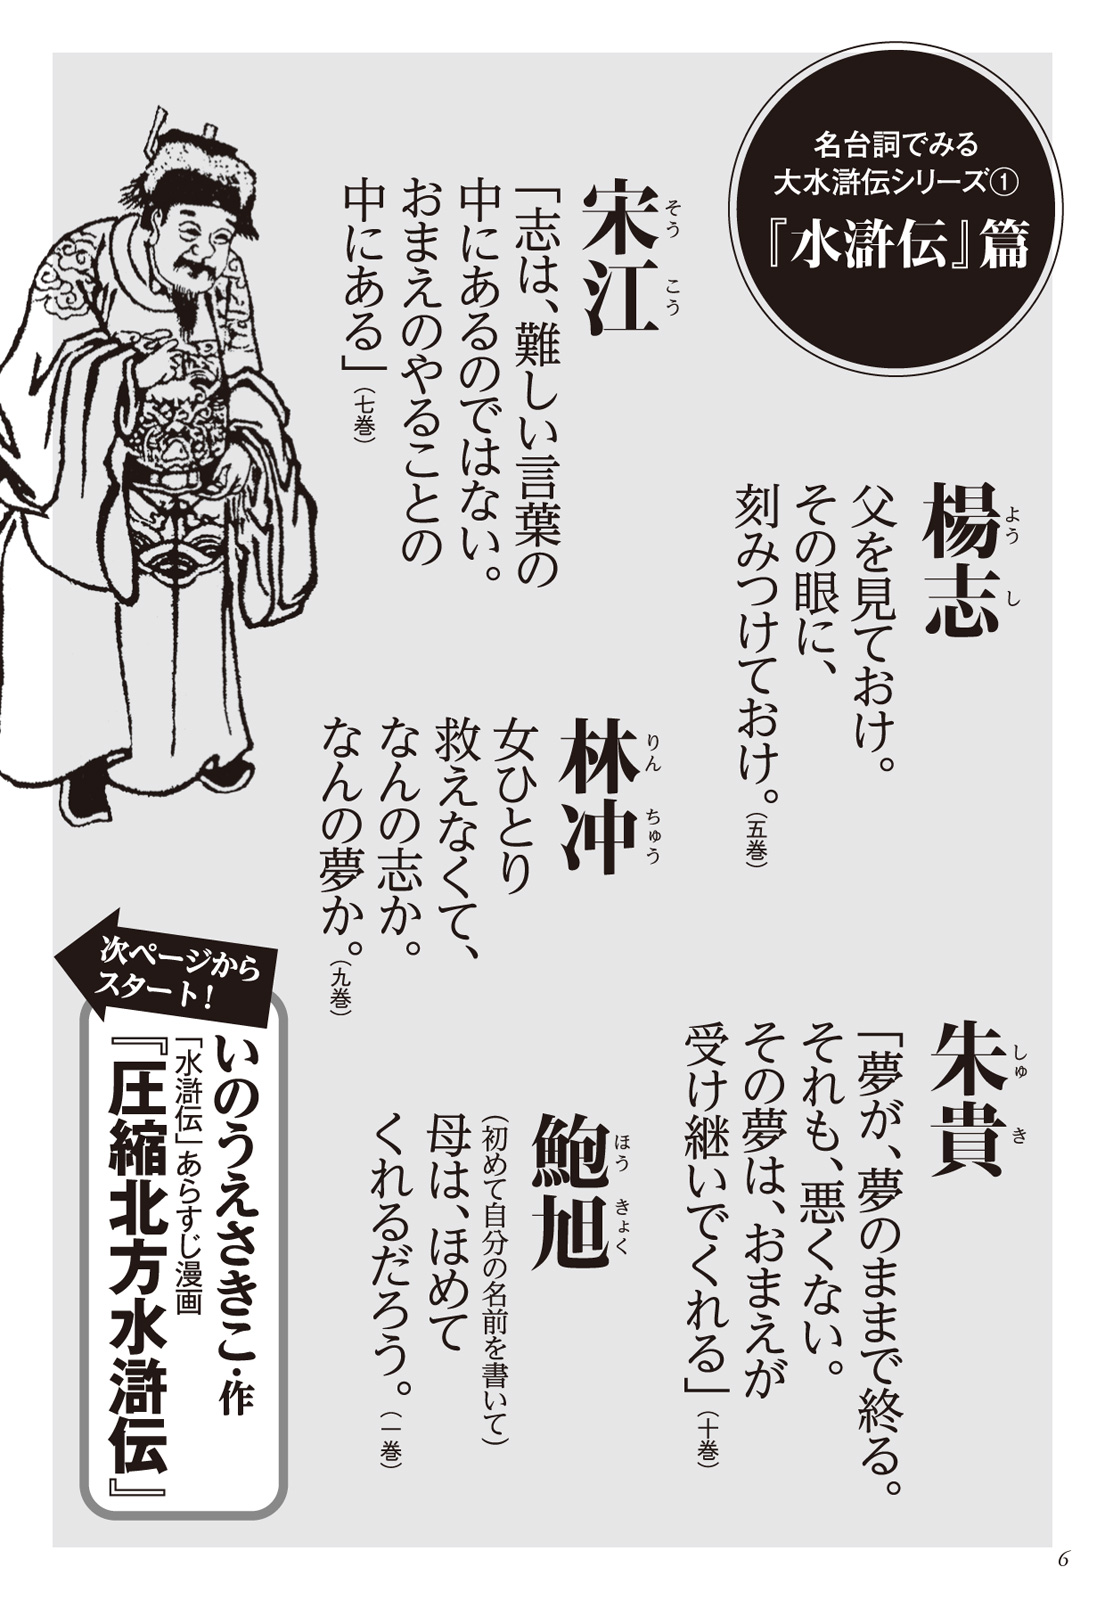 名台詞でみる
大水滸伝シリーズ①
『水滸伝』篇
楊志
よう し
父を見ておけ。
その眼に、
刻みつけておけ。（五巻）
宋江
そう こう
「志は、難しい言葉の
中にあるのではない。
おまえのやることの
中にある」（七巻）
林冲
りん ちゅう
女ひとり
救えなくて、
なんの志か。
なんの夢か。（九巻）
朱貴
しゅ き
「夢が、夢のままで終る。
それも、悪くない。
その夢は、おまえが
受け継いでくれる」（十巻）
鮑旭
ほう きょく
（初めて自分の名前を書いて）
母は、ほめて
くれるだろう。（一巻）
次ページから
スタート！
いのうえさきこ・作
「水滸伝」あらすじ漫画
『圧縮北方水滸伝』
6